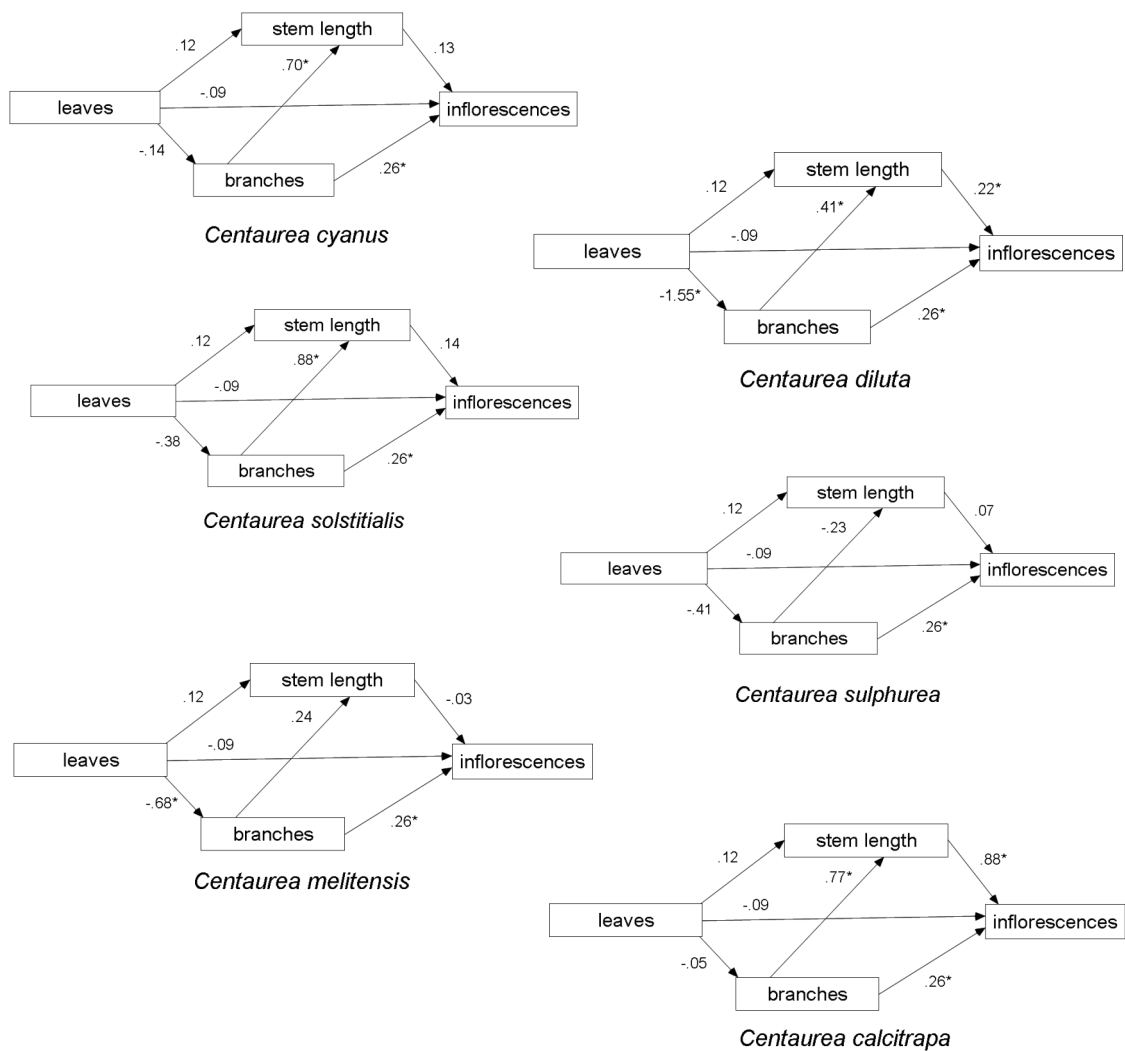 stem length
.12
.13
.70*
leaves
-.09
inflorescences
-.14
branches
.26*
Centaurea cyanus
stem length
.12
.22*
.41*
leaves
-.09
inflorescences
-1.55*
branches
.26*
Centaurea diluta
stem length
.12
.14
.88*
leaves
-.09
inflorescences
-.38
branches
.26*
Centaurea solstitialis
stem length
.12
.07
-.23
leaves
-.09
inflorescences
-.41
branches
.26*
Centaurea sulphurea
stem length
.12
-.03
.24
leaves
-.09
inflorescences
-.68*
branches
.26*
Centaurea melitensis
stem length
.12
.88*
.77*
leaves
-.09
inflorescences
-.05
branches
.26*
Centaurea calcitrapa